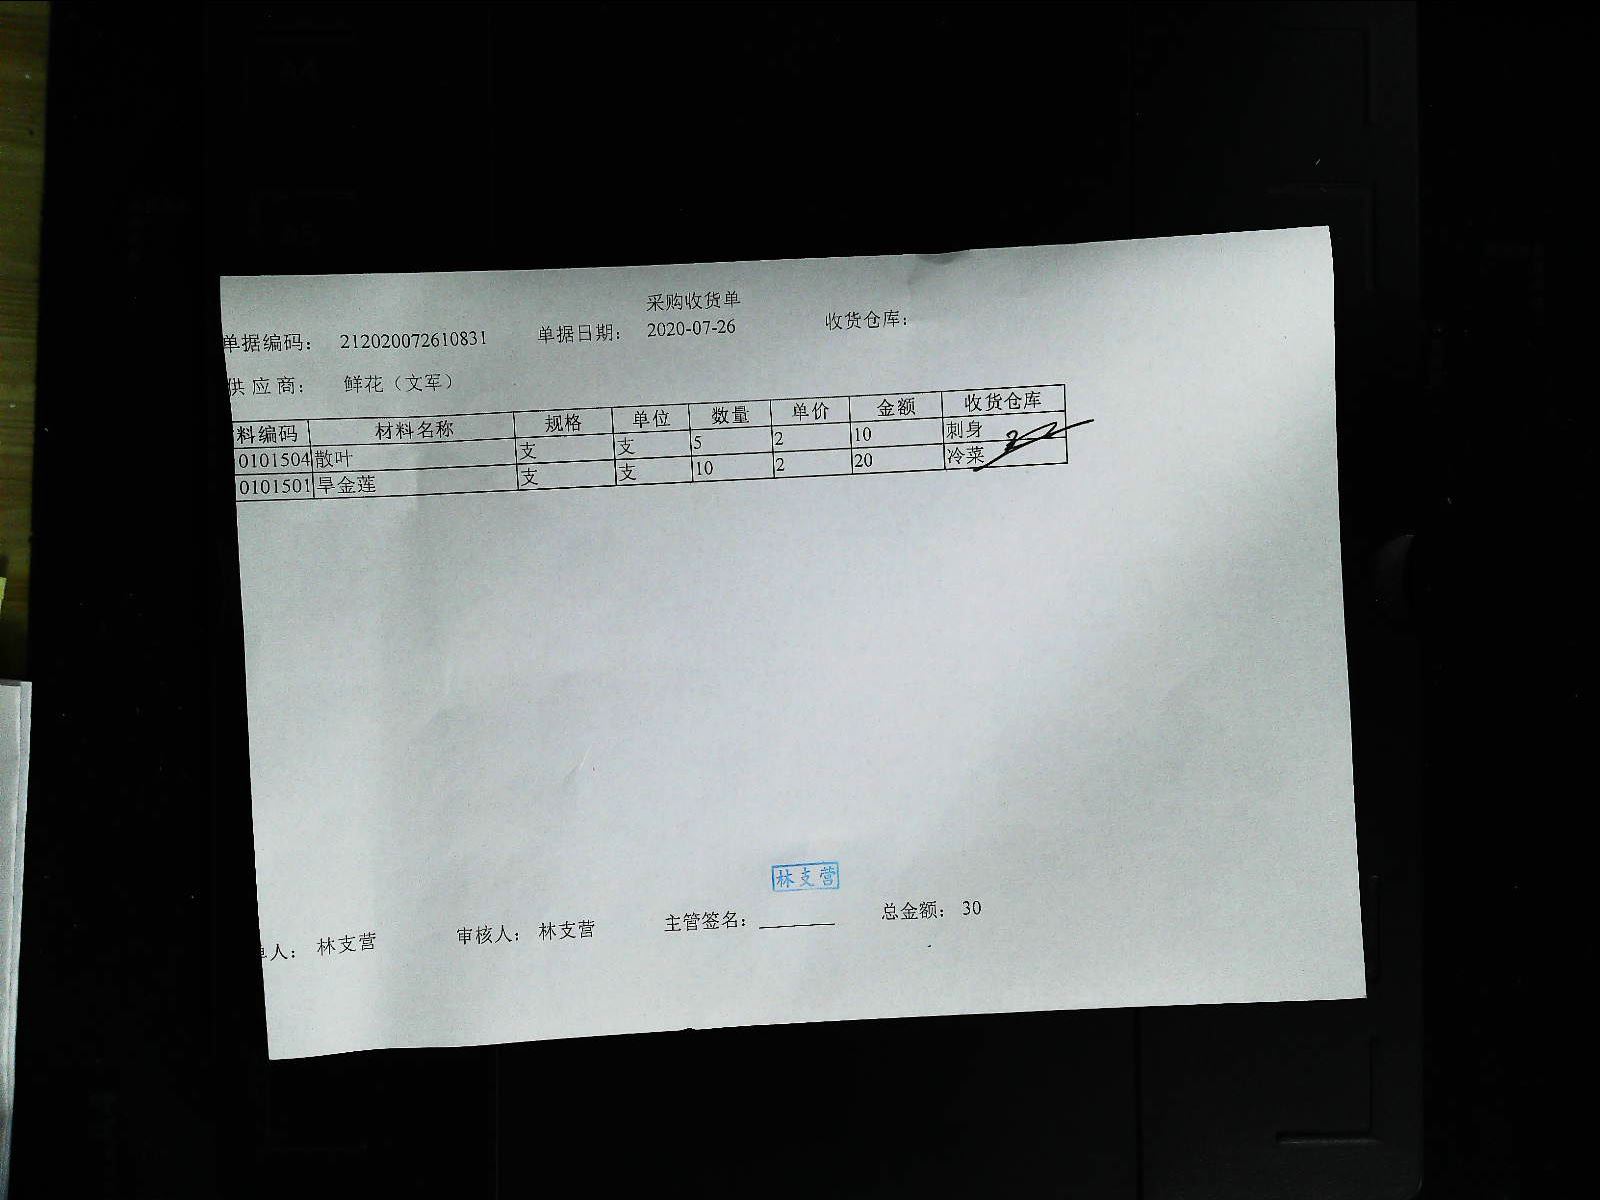 采购收货单
单据编码： 212020072610831 单据日期： 2020-07-26 收货仓库：
供应商： 鲜花（文军）
料编码 材料名称 规格 单位 数量 单价 金额 收货仓库
0101504 散叶 支 支 5 2 10 刺身
0101501 旱金莲 支 支 10 2 20 冷菜
林支营
单人： 林支营 审核人： 林支营 主管签名：______ 总金额： 30